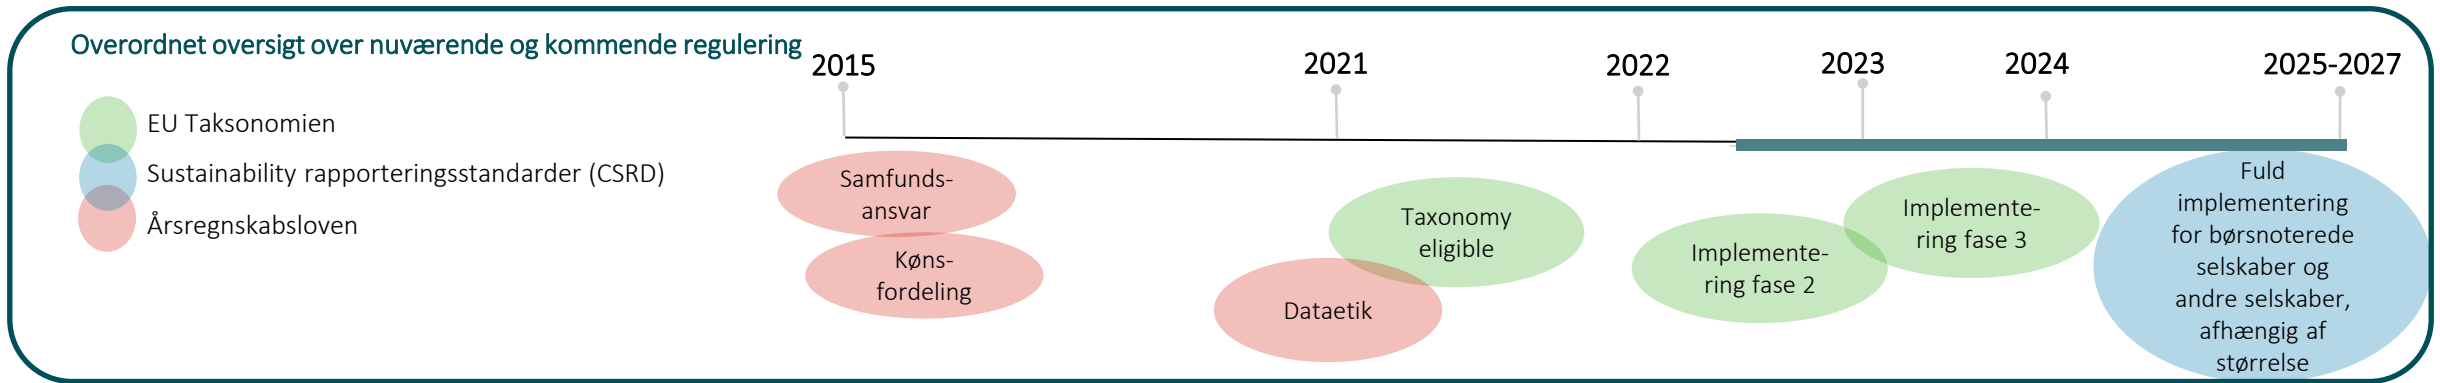 Overordnet oversigt over nuværende og kommende regulering
2015
2021
2022
2023
2024
2025-2027
EU Taksonomien
Sustainability rapporteringsstandarder (CSRD)
Årsregnskabsloven
Samfunds-
ansvar
Køns-
fordeling
Dataetik
Taxonomy
eligible
Implemente-
ring fase 2
Implemente-
ring fase 3
Fuld
implementering
for børsnoterede
selskaber og
andre selskaber,
afhængig af
størrelse